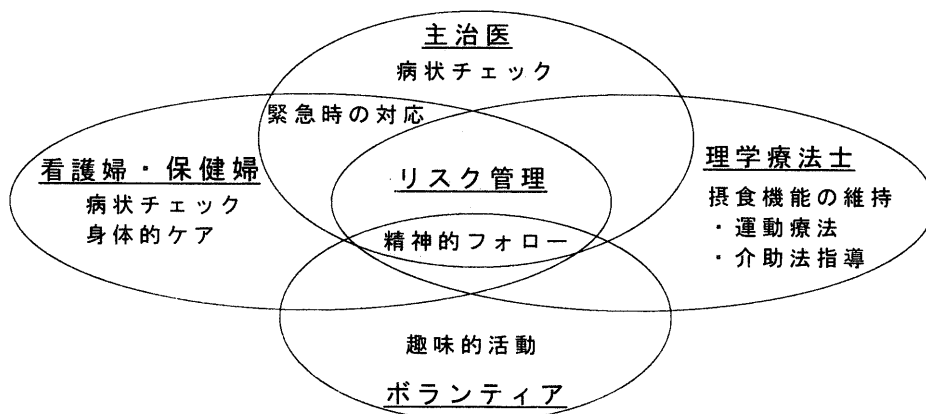 主治医
病状チェック
緊急時の対応
看護婦・保健婦
病状チェック
身体的ケア
リスク管理
理学療法士
摂食機能の維持
・運動療法
・介助法指導
精神的フォロー
趣味的活動
ボランティア